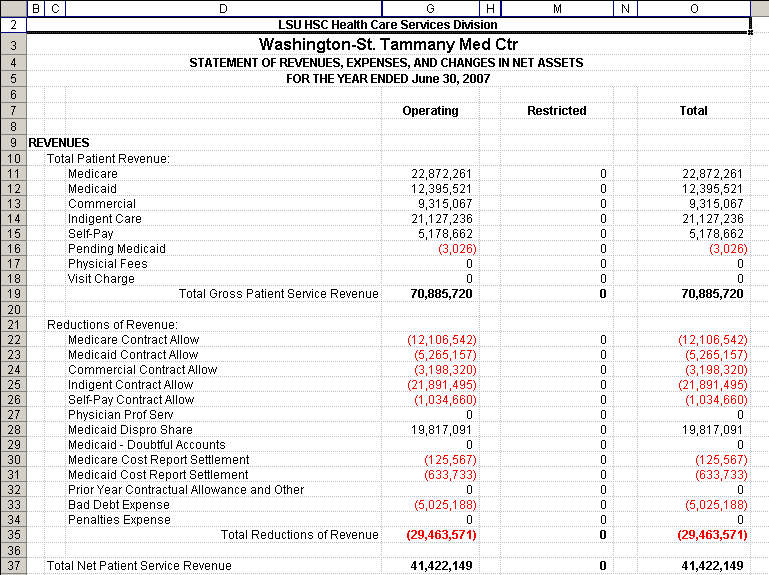 B C D G H M N O
2 LSU HSC Health Care Services Division
3 Washington-St. Tammany Med Ctr
4 STATEMENT OF REVENUES, EXPENSES, AND CHANGES IN NET ASSETS
5 FOR THE YEAR ENDED June 30, 2007
6
7 Operating Restricted Total
8
9 REVENUES
10 Total Patient Revenue:
11 Medicare 22,872,261 0 22,872,261
12 Medicaid 12,395,521 0 12,395,521
13 Commercial 9,315,067 0 9,315,067
14 Indigent Care 21,127,236 0 21,127,236
15 Self-Pay 5,178,662 0 5,178,662
16 Pending Medicaid (3,026) 0 (3,026)
17 Physicial Fees 0 0 0
18 Visit Charge 0 0 0
19 Total Gross Patient Service Revenue 70,885,720 0 70,885,720
20
21 Reductions of Revenue:
22 Medicare Contract Allow (12,106,542) 0 (12,106,542)
23 Medicaid Contract Allow (5,265,157) 0 (5,265,157)
24 Commercial Contract Allow (3,198,320) 0 (3,198,320)
25 Indigent Contract Allow (21,891,495) 0 (21,891,495)
26 Self-Pay Contract Allow (1,034,660) 0 (1,034,660)
27 Physician Prof Serv 0 0 0
28 Medicaid Dispro Share 19,817,091 0 19,817,091
29 Medicaid - Doubtful Accounts 0 0 0
30 Medicare Cost Report Settlement (125,567) 0 (125,567)
31 Medicaid Cost Report Settlement (633,733) 0 (633,733)
32 Prior Year Contractual Allowance and Other 0 0 0
33 Bad Debt Expense (5,025,188) 0 (5,025,188)
34 Penalties Expense 0 0 0
35 Total Reductions of Revenue (29,463,571) 0 (29,463,571)
36
37 Total Net Patient Service Revenue 41,422,149 0 41,422,149